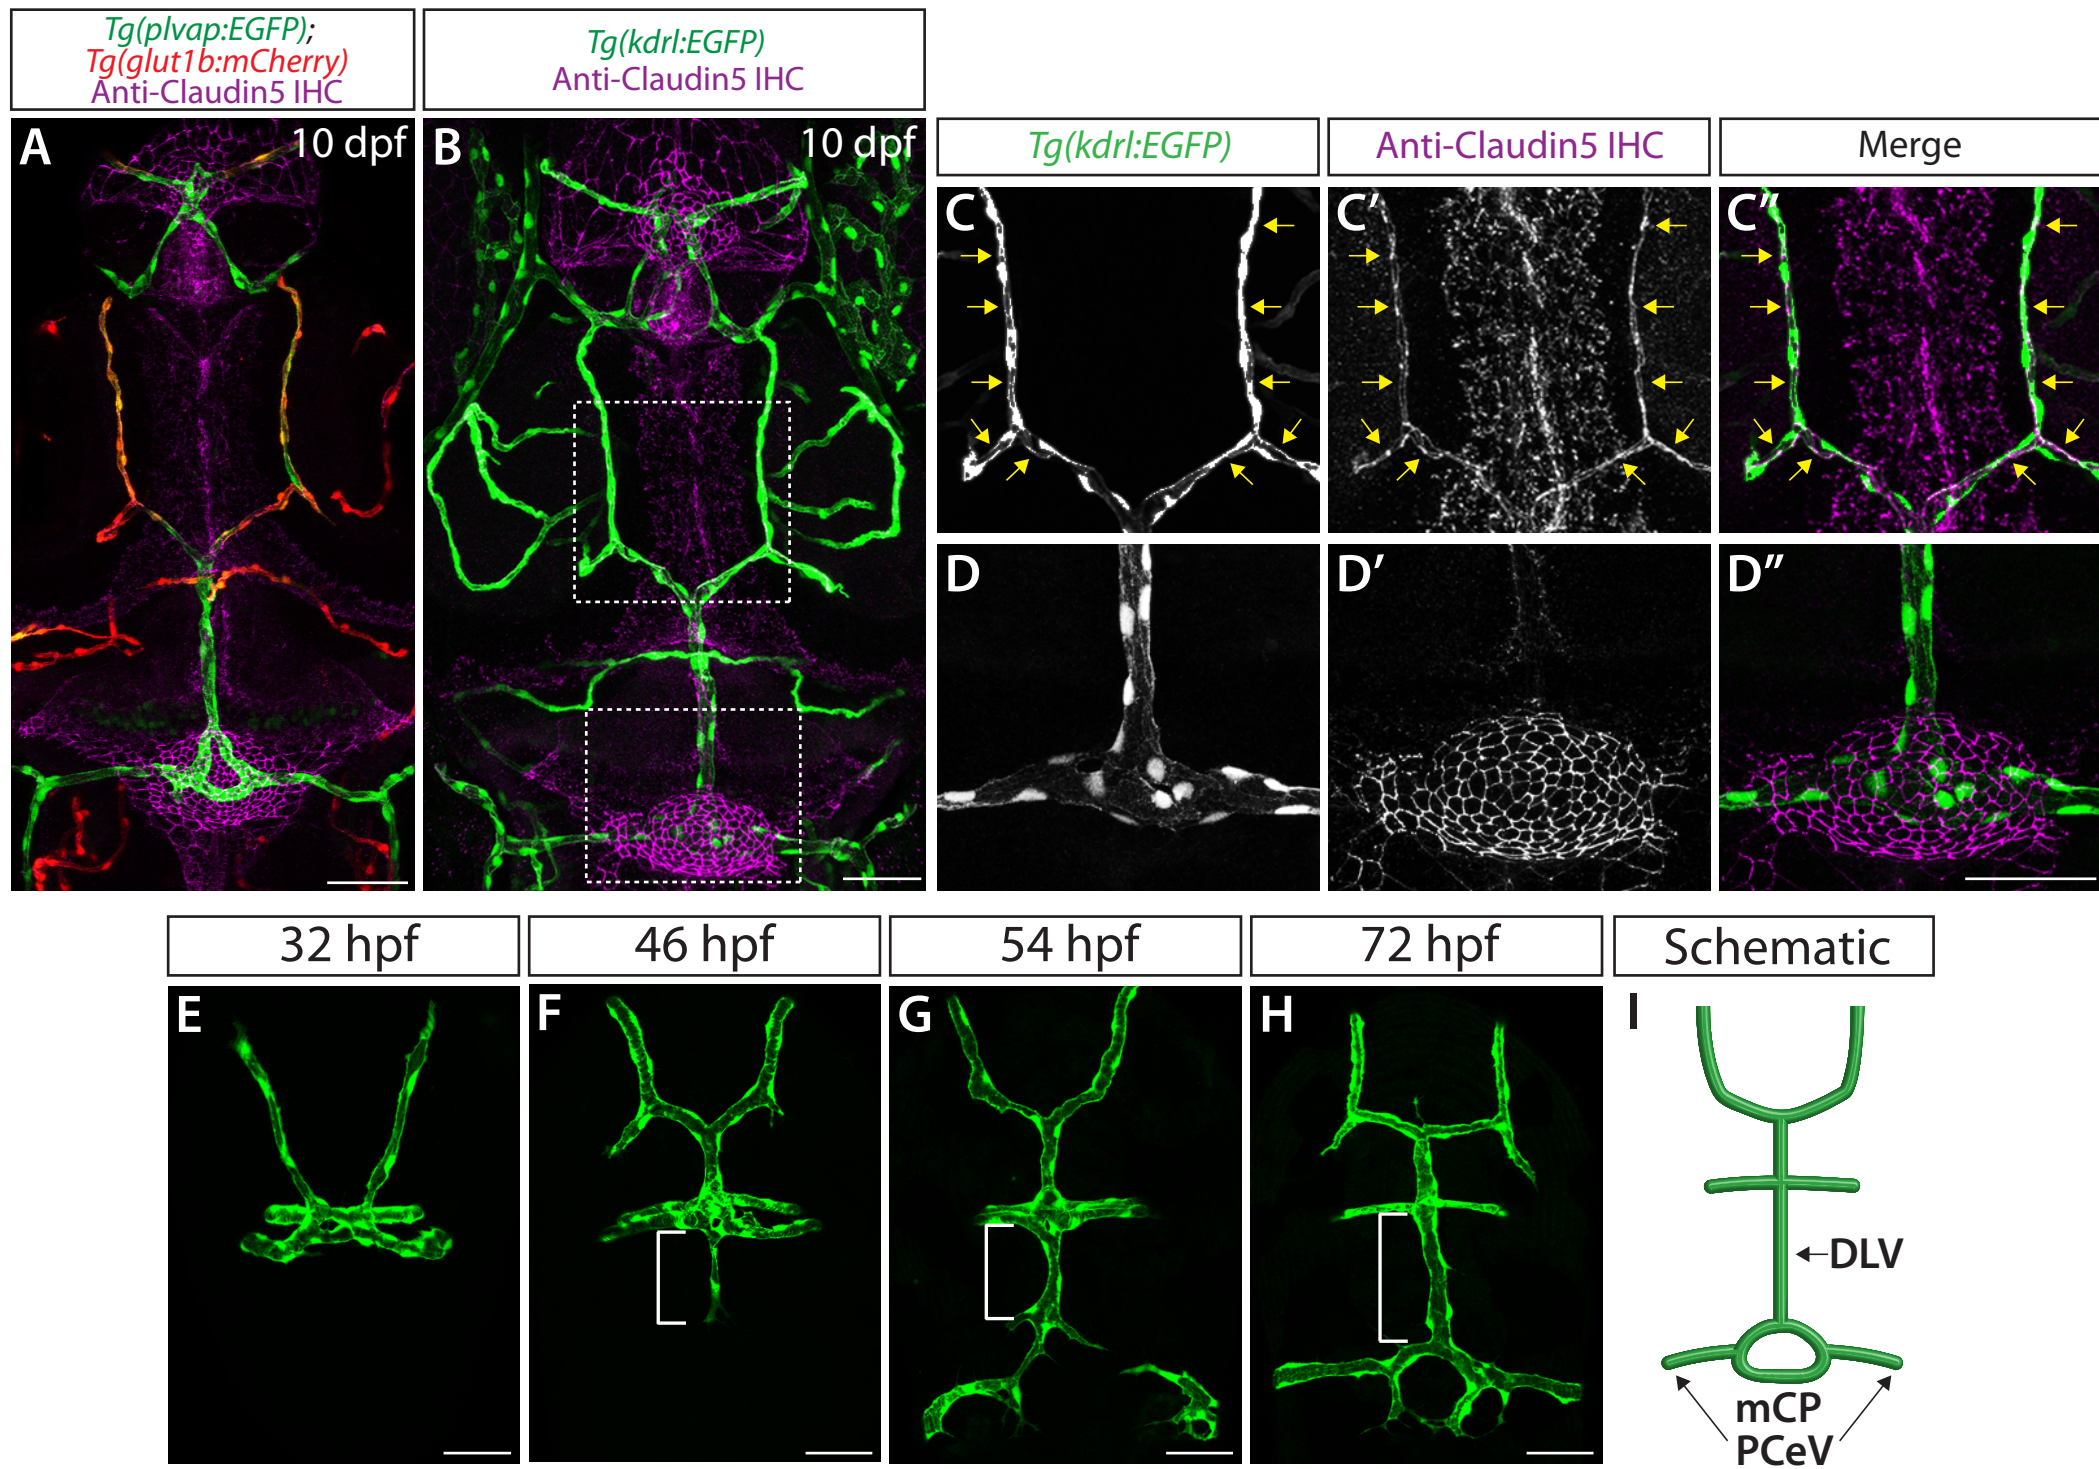 Tg(plvap:EGFP);
Tg(glut1b:mCherry)
Anti-Claudin5 IHC
Tg(kdrl:EGFP)
Anti-Claudin5 IHC
A
10 dpf
B
10 dpf
Tg(kdrl:EGFP)
Anti-Claudin5 IHC
Merge
C
C′
C″
D
D′
D″
32 hpf
46 hpf
54 hpf
72 hpf
Schematic
E
F
G
H
I
DLV
mCP
PCeV